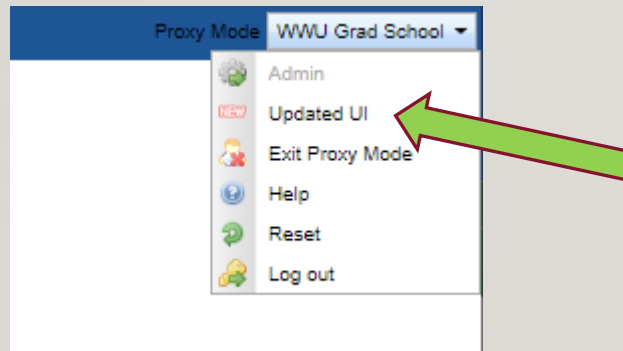 Proxy Mode WWU Grad School
Admin
NEW Updated UI
Exit Proxy Mode
Help
Reset
Log out